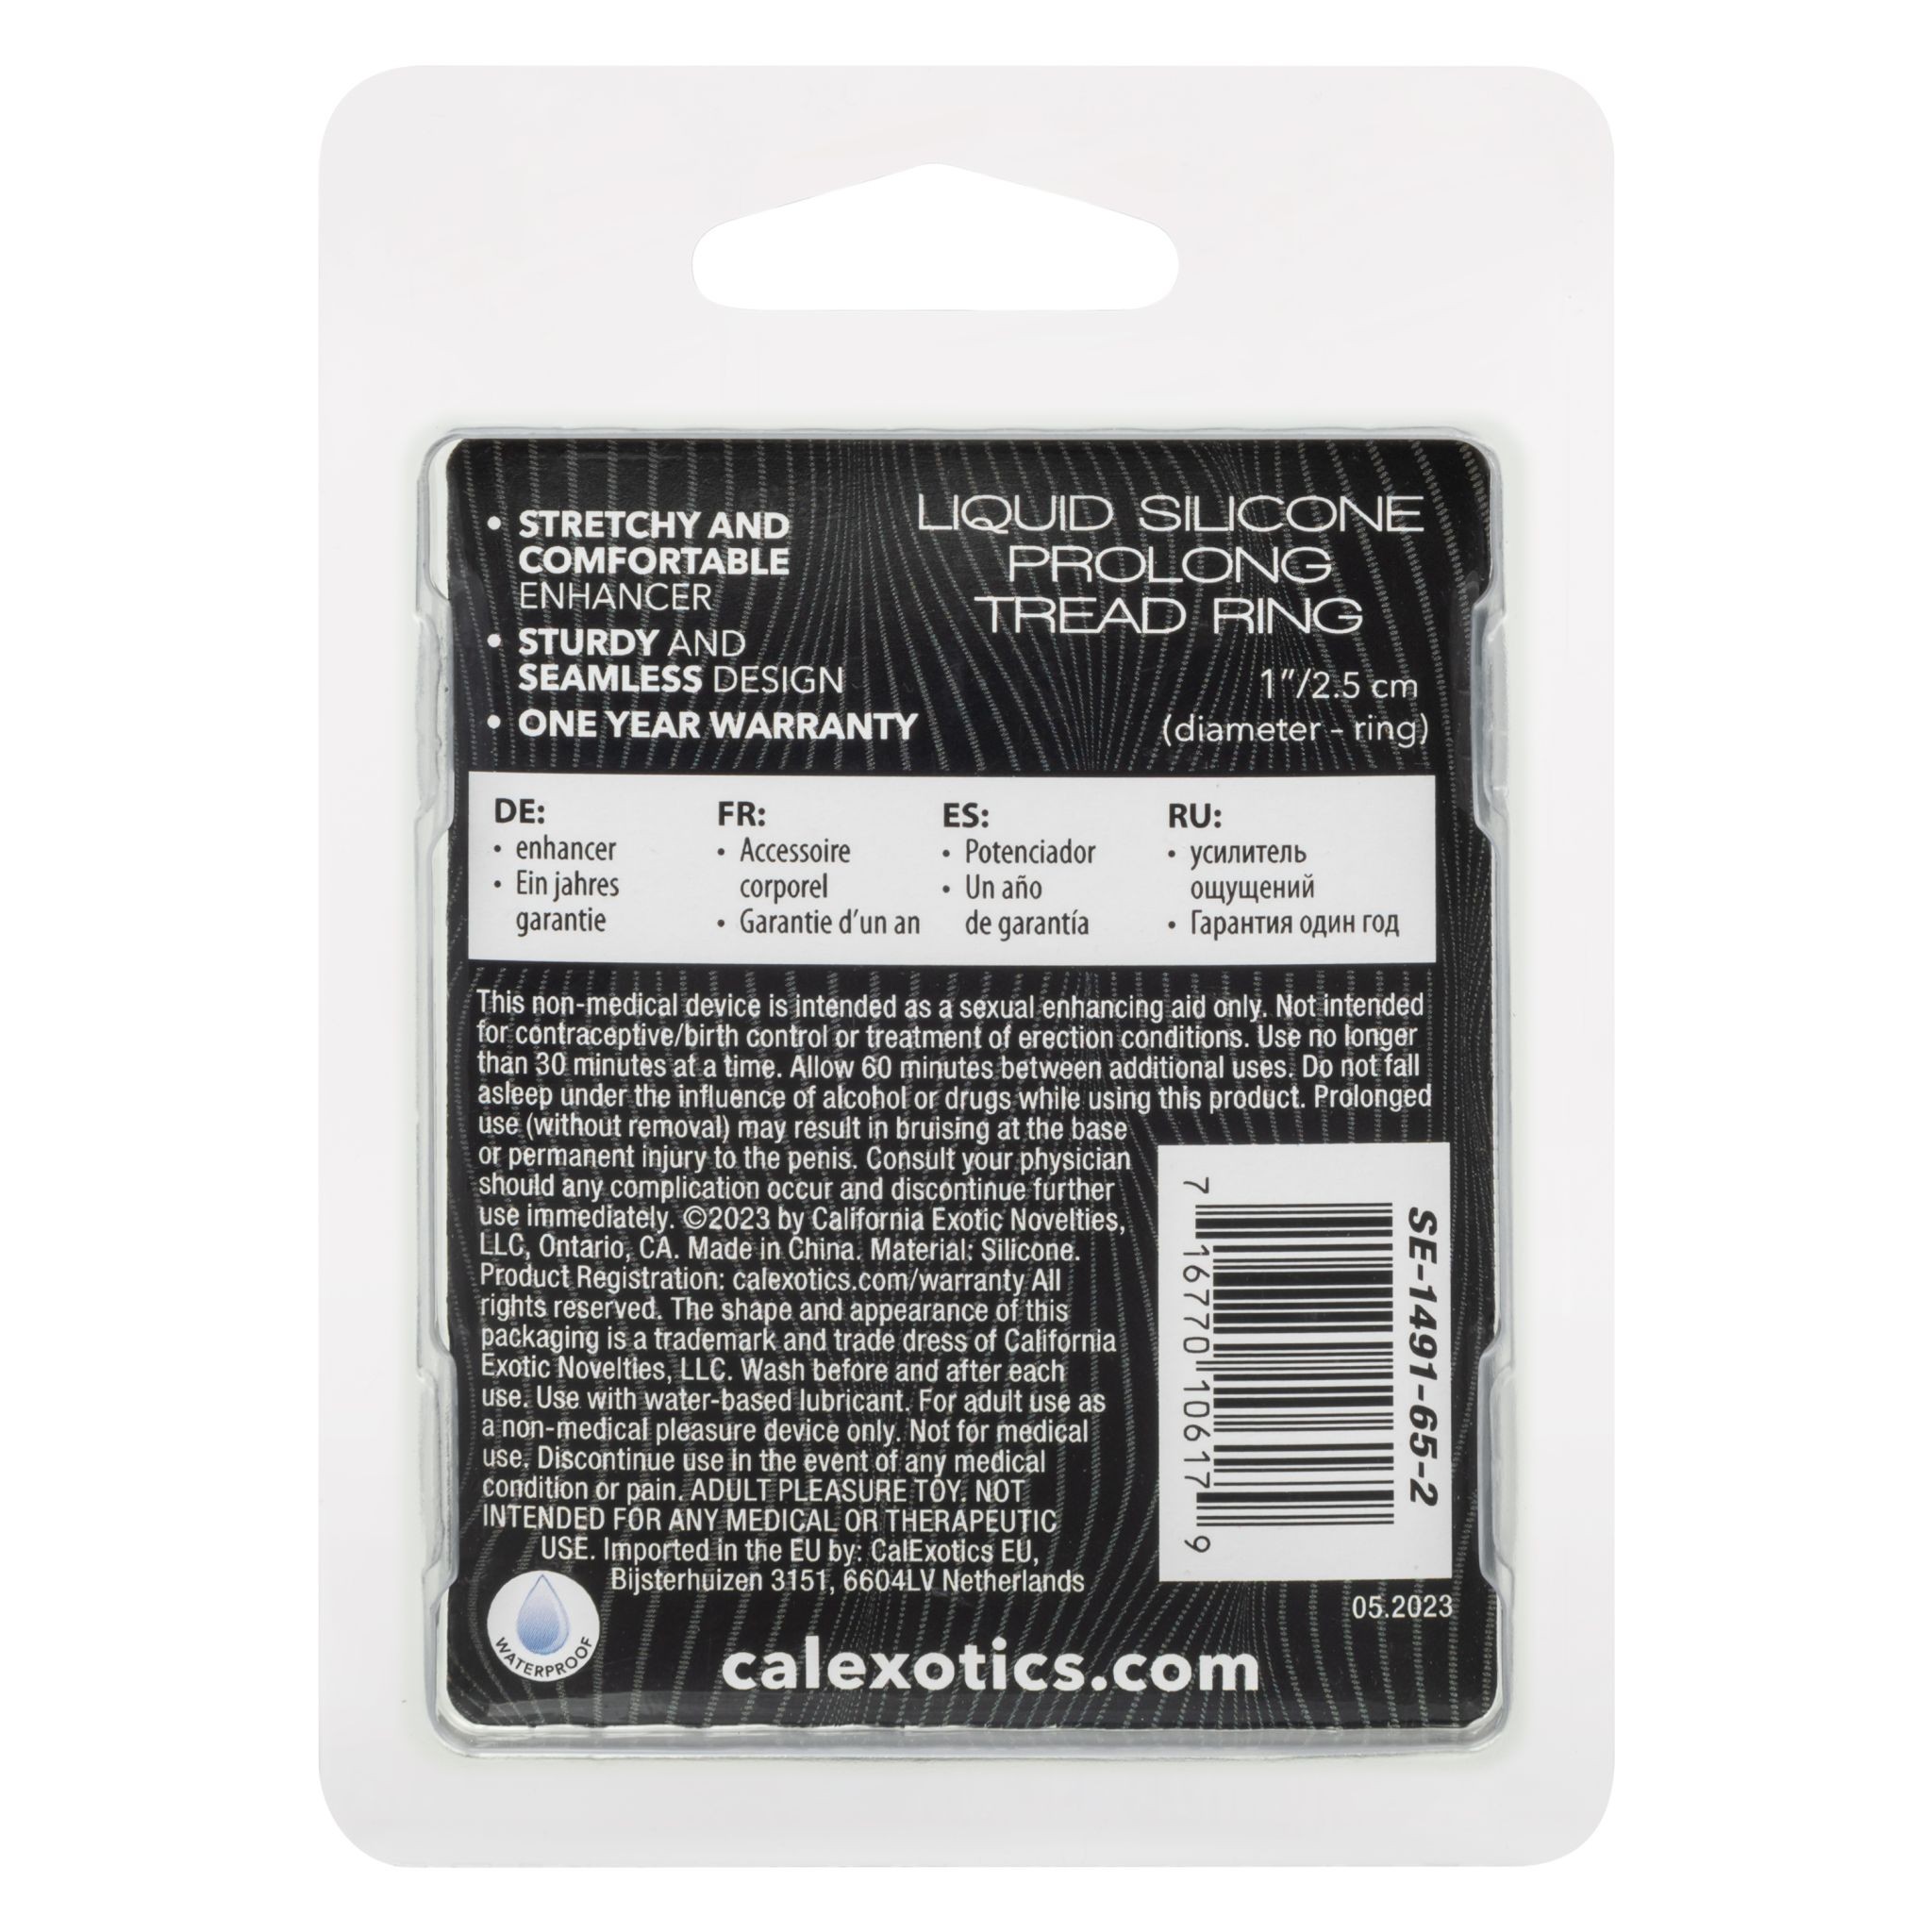 • STRETCHY AND
COMFORTABLE
ENHANCER
• STURDY AND
SEAMLESS DESIGN
• ONE YEAR WARRANTY
LIQUID SILICONE
PROLONG
TREAD RING
1"/2.5 cm
(diameter - ring)
DE:
• enhancer
• Ein jahres
garantie
FR:
• Accessoire
corporel
• Garantie d'un an
ES:
• Potenciador
• Un año
de garantía
RU:
• усилитель
ощущений
• Гарантия один год
This non-medical device is intended as a sexual enhancing aid only. Not intended
for contraceptive/birth control or treatment of erection conditions. Use no longer
than 30 minutes at a time. Allow 60 minutes between additional uses. Do not fall
asleep under the influence of alcohol or drugs while using this product. Prolonged
use (without removal) may result in bruising at the base
or permanent injury to the penis. Consult your physician
should any complication occur and discontinue further
use immediately. ©2023 by California Exotic Novelties,
LLC, Ontario, CA. Made in China. Material: Silicone.
Product Registration: calexotics.com/warranty All
rights reserved. The shape and appearance of this
packaging is a trademark and trade dress of California
Exotic Novelties, LLC. Wash before and after each
use. Use with water-based lubricant. For adult use as
a non-medical pleasure device only. Not for medical
use. Discontinue use in the event of any medical
condition or pain. ADULT PLEASURE TOY. NOT
INTENDED FOR ANY MEDICAL OR THERAPEUTIC
USE. Imported in the EU by: CalExotics EU,
Bijsterhuizen 3151, 6604LV Netherlands
SE-1491-65-2
7 16770 10617 9
05.2023
WATERPROOF
calexotics.com